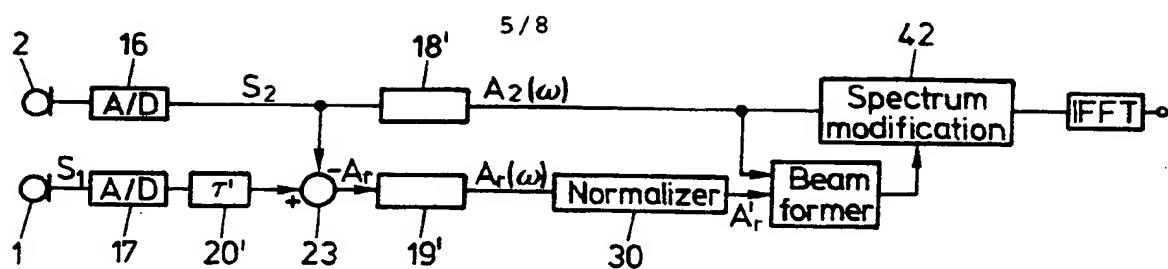 5/8
2
16
18'
42
A/D
S₂
A₂(ω)
Spectrum
modification
IFFT
S₁
A/D
τ'
+
-
Aᵣ
Aᵣ(ω)
Normalizer
A'ᵣ
Beam
former
1
17
20'
23
19'
30